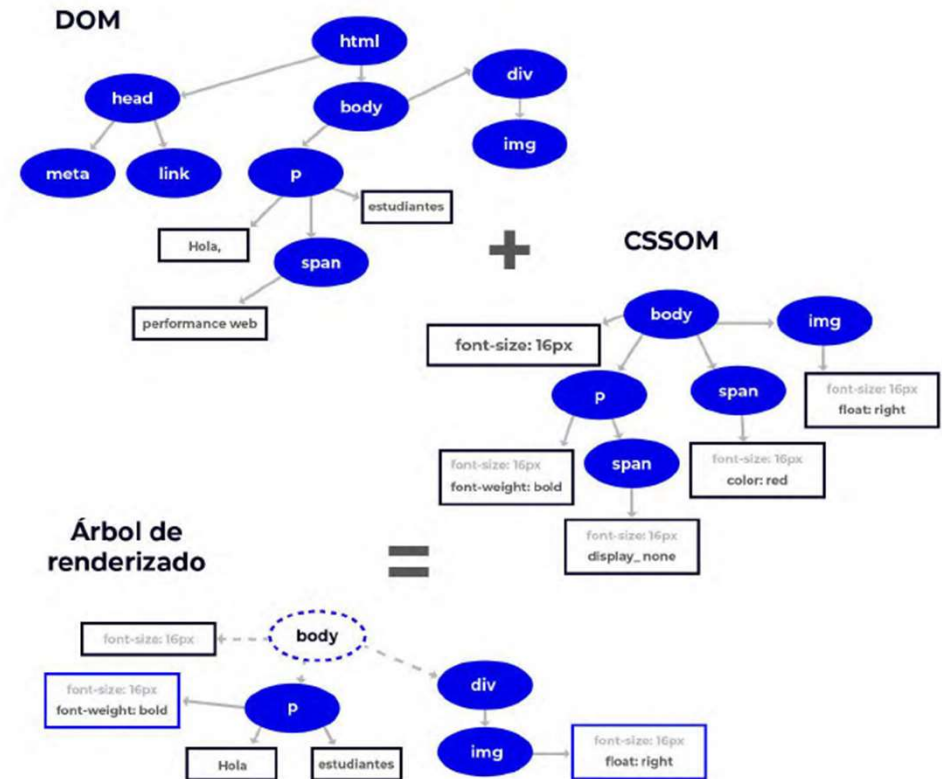 DOM
html
head
body
div
img
meta
link
p
estudiantes
Hola,
span
performance web
+
CSSOM
body
img
font-size: 16px
p
span
font-size: 16px
float: right
font-size: 16px
font-weight: bold
span
font-size: 16px
color: red
font-size: 16px
display_none
Árbol de
renderizado
=
body
font-size: 16px
font-size: 16px
font-weight: bold
p
div
Hola
estudiantes
img
font-size: 16px
float: right